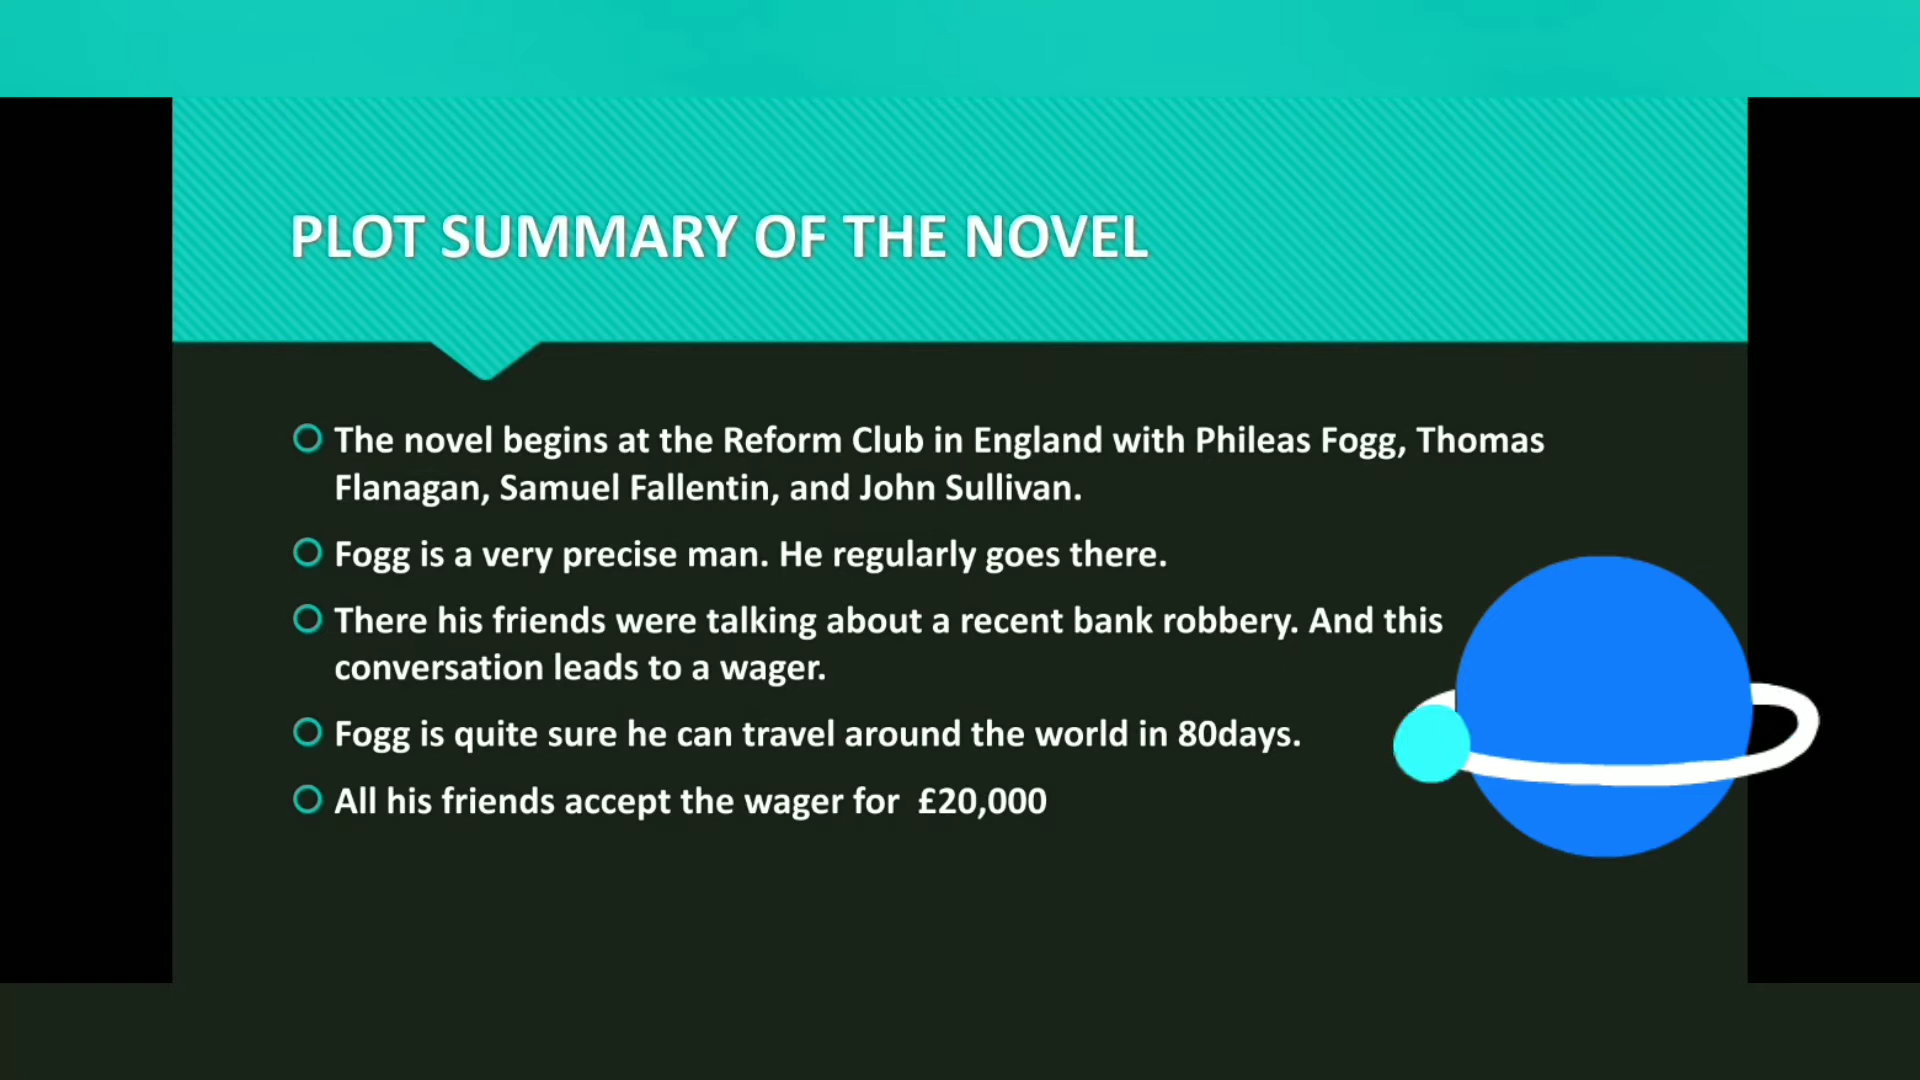 PLOT SUMMARY OF THE NOVEL
The novel begins at the Reform Club in England with Phileas Fogg, Thomas
Flanagan, Samuel Fallentin, and John Sullivan.
Fogg is a very precise man. He regularly goes there.
There his friends were talking about a recent bank robbery. And this
conversation leads to a wager.
Fogg is quite sure he can travel around the world in 80days.
All his friends accept the wager for £20,000